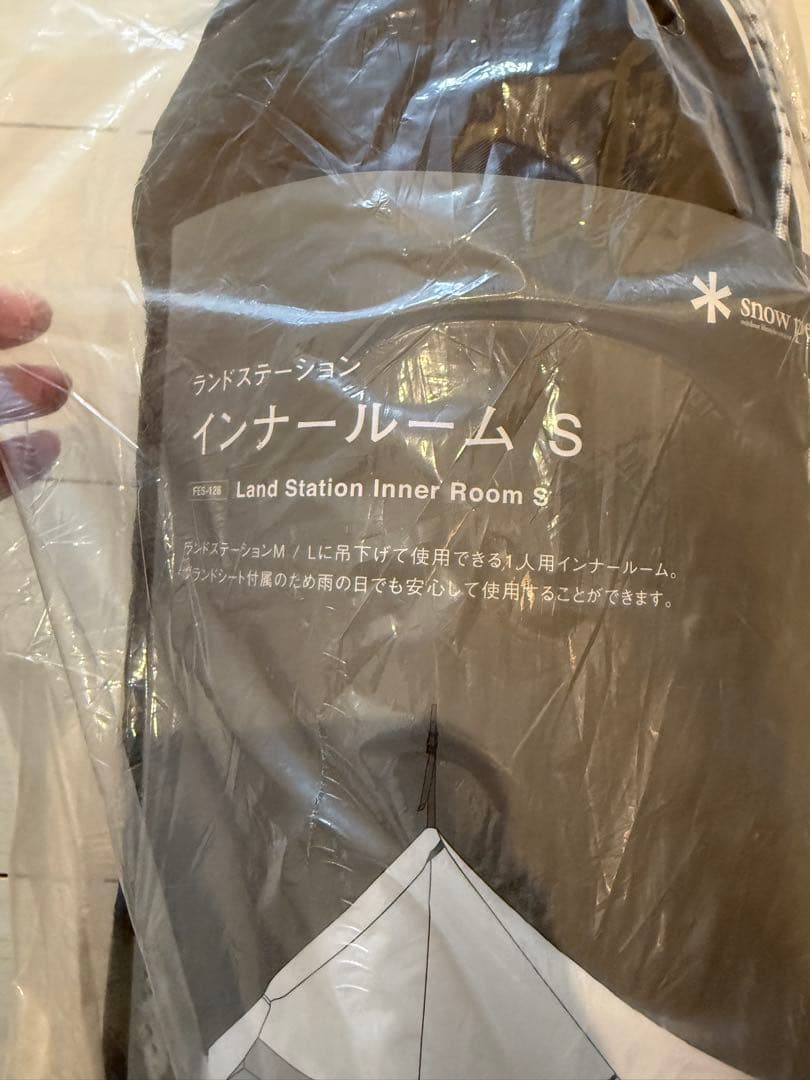 snow
ランドステーション
インナールーム S
FES-126 Land Station Inner Room S
ランドステーションM / Lに吊下げて使用できる1人用インナールーム。
グランドシート付属のため雨の日でも安心して使用することができます。